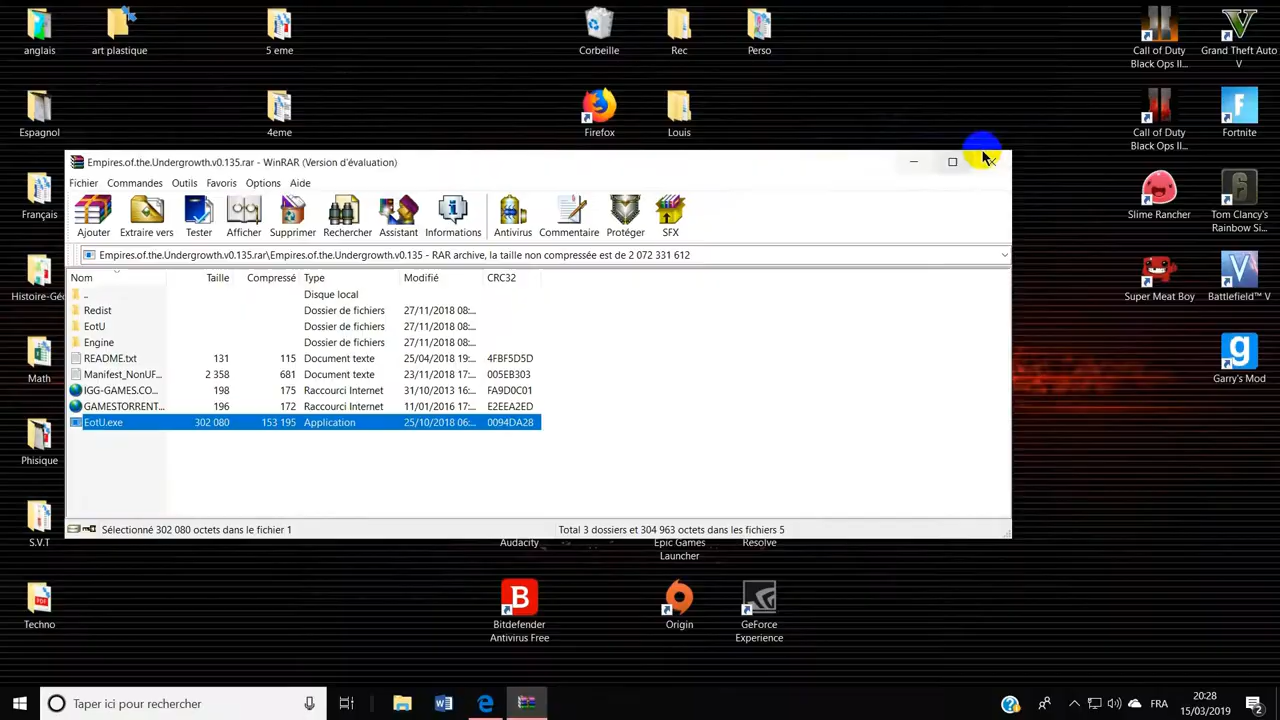 anglais
art plastique
5 eme
Corbeille
Rec
Perso
Call of Duty
Black Ops II...
Grand Theft Auto
V
Espagnol
4eme
Firefox
Louis
Call of Duty
Black Ops II...
Fortnite
Empires.of.the.Undergrowth.v0.135.rar - WinRAR (Version d'évaluation)
Fichier Commandes Outils Favoris Options Aide
Ajouter Extraire vers Tester Afficher Supprimer Rechercher Assistant Informations Antivirus Commentaire Protéger SFX
Empires.of.the.Undergrowth.v0.135.rar\Empires.of.the.Undergrowth.v0.135 - RAR archive, la taille non compressée est de 2 072 331 612
Nom Taille Compressé Type Modifié CRC32
.. Disque local
Redist Dossier de fichiers 27/11/2018 08:...
EotU Dossier de fichiers 27/11/2018 08:...
Engine Dossier de fichiers 27/11/2018 08:...
README.txt 131 115 Document texte 25/04/2018 19:... 4FBF5D5D
Manifest_NonUF... 2 358 681 Document texte 23/11/2018 17:... 005EB303
IGG-GAMES.CO... 198 175 Raccourci Internet 31/10/2013 16:... FA9D0C01
GAMESTORRENT... 196 172 Raccourci Internet 11/01/2016 17:... E2EEA2ED
EotU.exe 302 080 153 195 Application 25/10/2018 06:... 0094DA28
Sélectionné 302 080 octets dans le fichier 1
Total 3 dossiers et 304 963 octets dans les fichiers 5
Français
Slime Rancher
Tom Clancy's
Rainbow Si...
Histoire-Gé
Super Meat Boy
Battlefield™ V
Math
Garry's Mod
Phisique
S.V.T
Audacity
Epic Games
Launcher
Resolve
Techno
Bitdefender
Antivirus Free
Origin
GeForce
Experience
Taper ici pour rechercher
FRA
20:28
15/03/2019
2